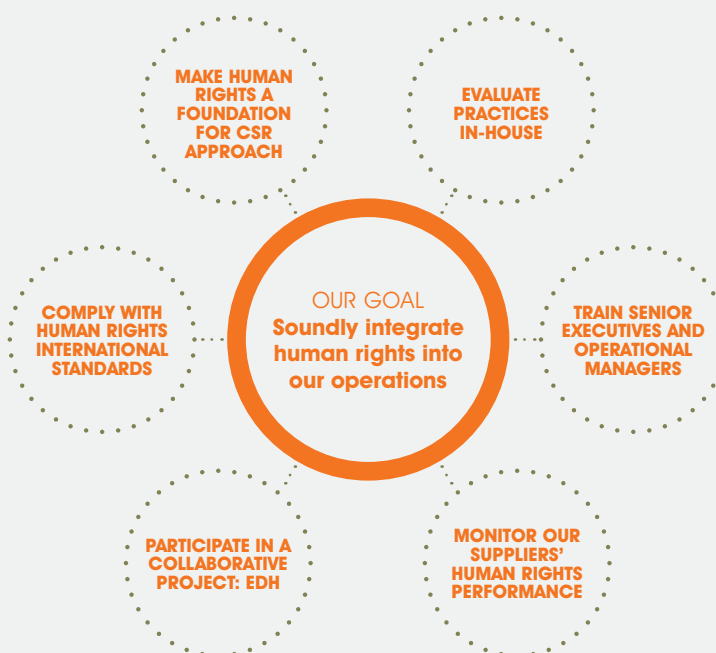 MAKE HUMAN
RIGHTS A
FOUNDATION
FOR CSR
APPROACH
EVALUATE
PRACTICES
IN-HOUSE
OUR GOAL
Soundly integrate
human rights into
our operations
COMPLY WITH
HUMAN RIGHTS
INTERNATIONAL
STANDARDS
TRAIN SENIOR
EXECUTIVES AND
OPERATIONAL
MANAGERS
PARTICIPATE IN A
COLLABORATIVE
PROJECT: EDH
MONITOR OUR
SUPPLIERS’
HUMAN RIGHTS
PERFORMANCE